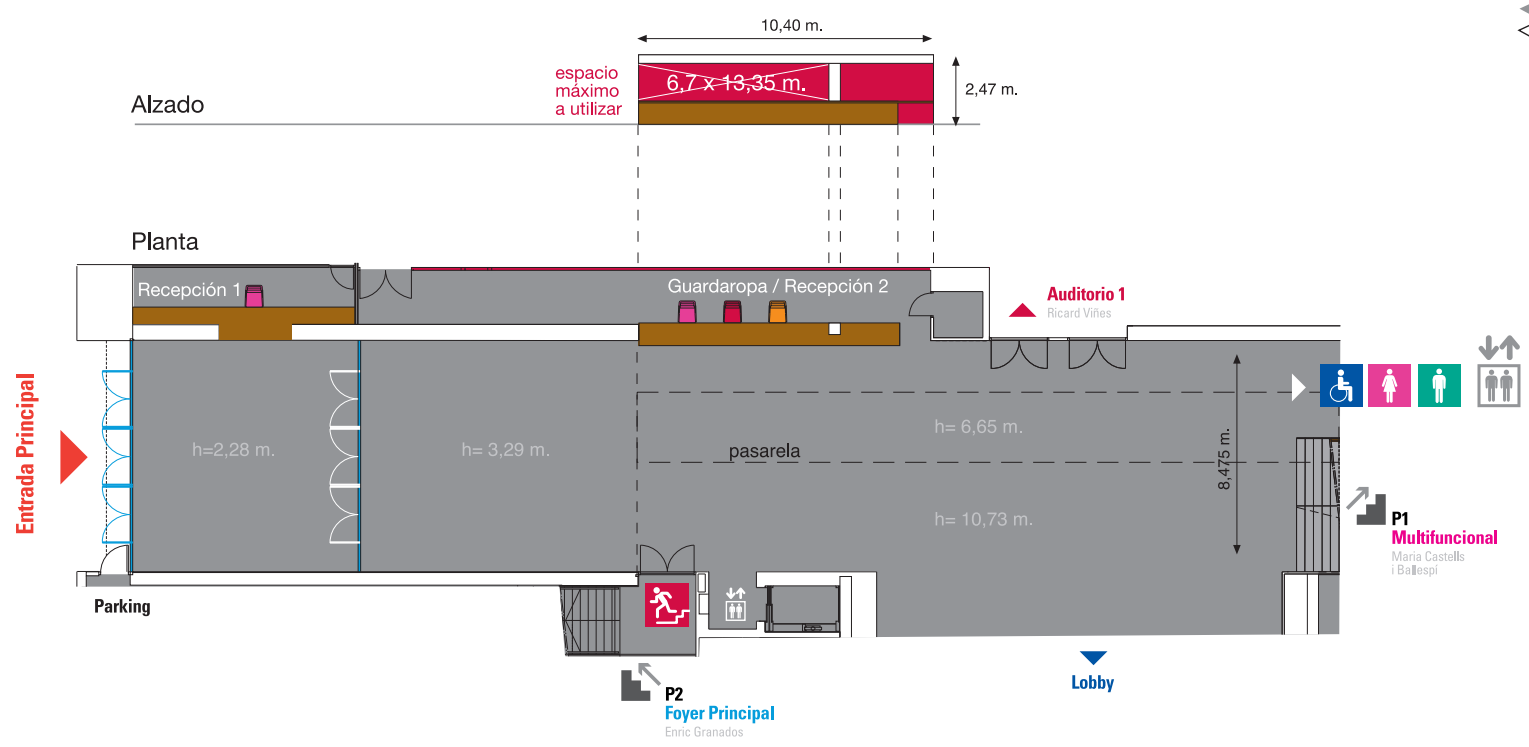 10,40 m.
espacio
máximo
a utilizar
6,7 x 13,35 m.
2,47 m.
Alzado
Planta
Recepción 1
Guardaropa / Recepción 2
Auditorio 1
Ricard Viñes
Entrada Principal
h=2,28 m.
h= 3,29 m.
pasarela
h= 6,65 m.
8,475 m.
h= 10,73 m.
P1
Multifuncional
Maria Castells
Parking
P2
Foyer Principal
Enric Granados
Lobby